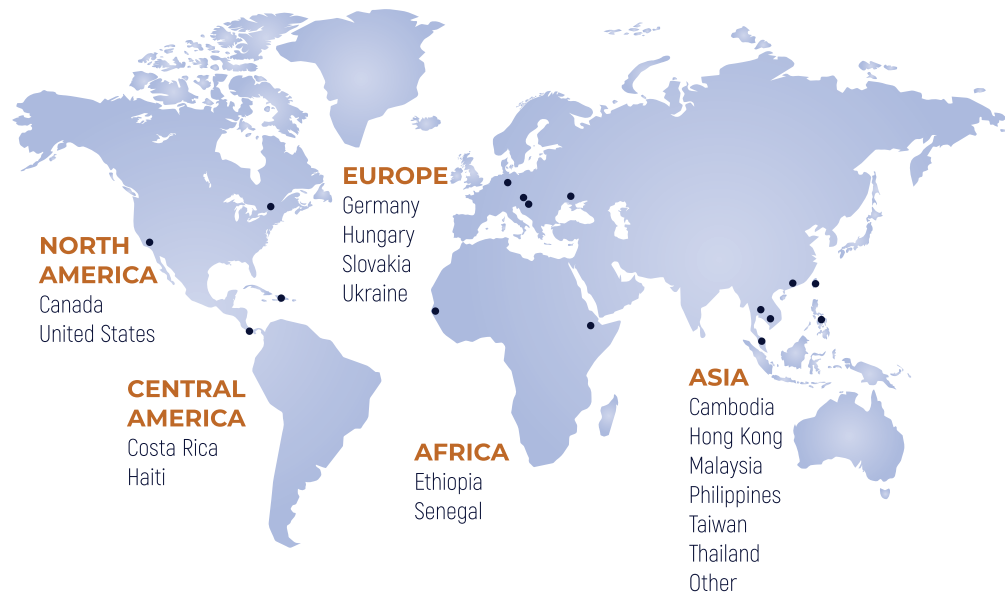 NORTH
AMERICA
Canada
United States
CENTRAL
AMERICA
Costa Rica
Haiti
EUROPE
Germany
Hungary
Slovakia
Ukraine
AFRICA
Ethiopia
Senegal
ASIA
Cambodia
Hong Kong
Malaysia
Philippines
Taiwan
Thailand
Other